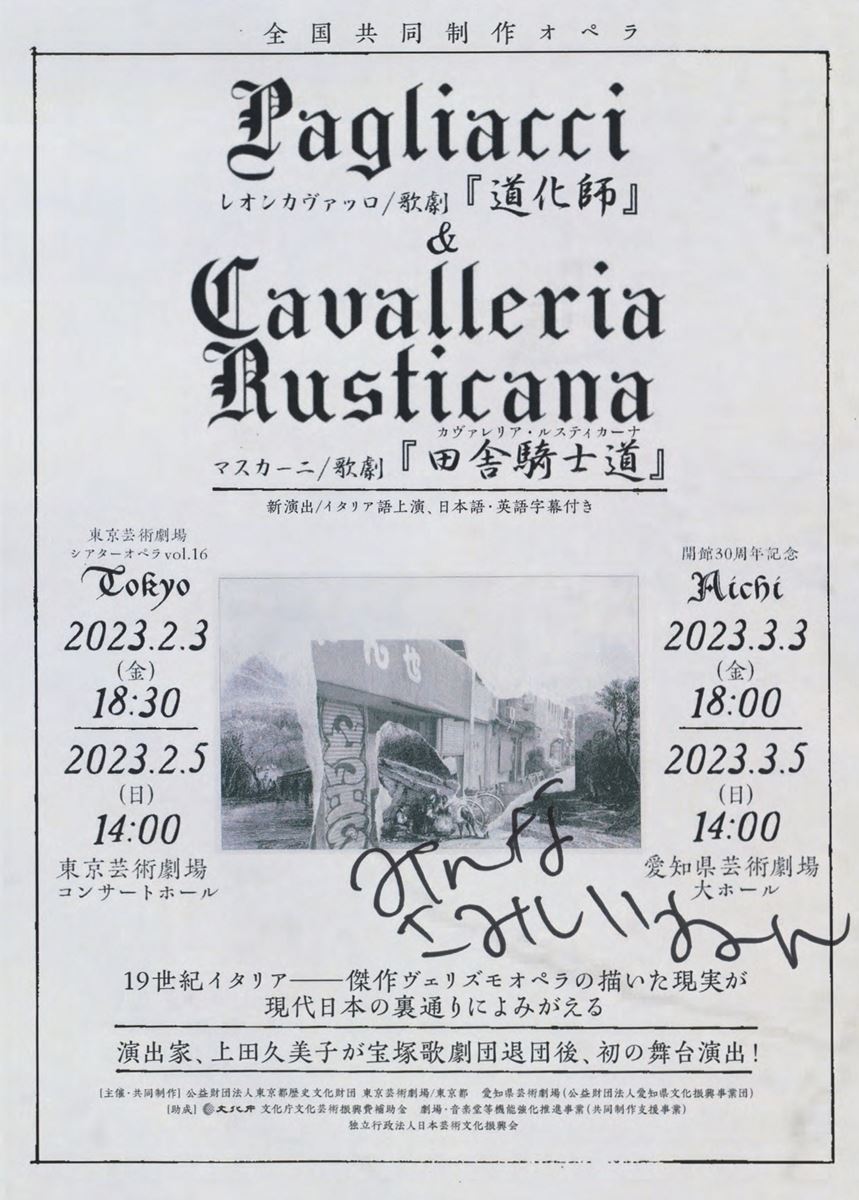 全国共同制作オペラ
Pagliacci
レオンカヴァッロ/歌劇『道化師』
&
Cavalleria
Rusticana
カヴァレリア・ルスティカーナ
マスカーニ/歌劇『田舎騎士道』
新演出/イタリア語上演、日本語・英語字幕付き
東京芸術劇場
シアターオペラvol.16
Tokyo
2023.2.3
(金)
18:30
2023.2.5
(日)
14:00
東京芸術劇場
コンサートホール
開館30周年記念
Aichi
2023.3.3
(金)
18:00
2023.3.5
(日)
14:00
愛知県芸術劇場
大ホール
みんな
さみしいねん
19世紀イタリア――傑作ヴェリズモオペラの描いた現実が
現代日本の裏通りによみがえる
演出家、上田久美子が宝塚歌劇団退団後、初の舞台演出!
[主催・共同制作] 公益財団法人東京都歴史文化財団 東京芸術劇場/東京都 愛知県芸術劇場(公益財団法人愛知県文化振興事業団)
[助成] 文化庁 文化庁文化芸術振興費補助金 劇場・音楽堂等機能強化推進事業(共同制作支援事業)
独立行政法人日本芸術文化振興会